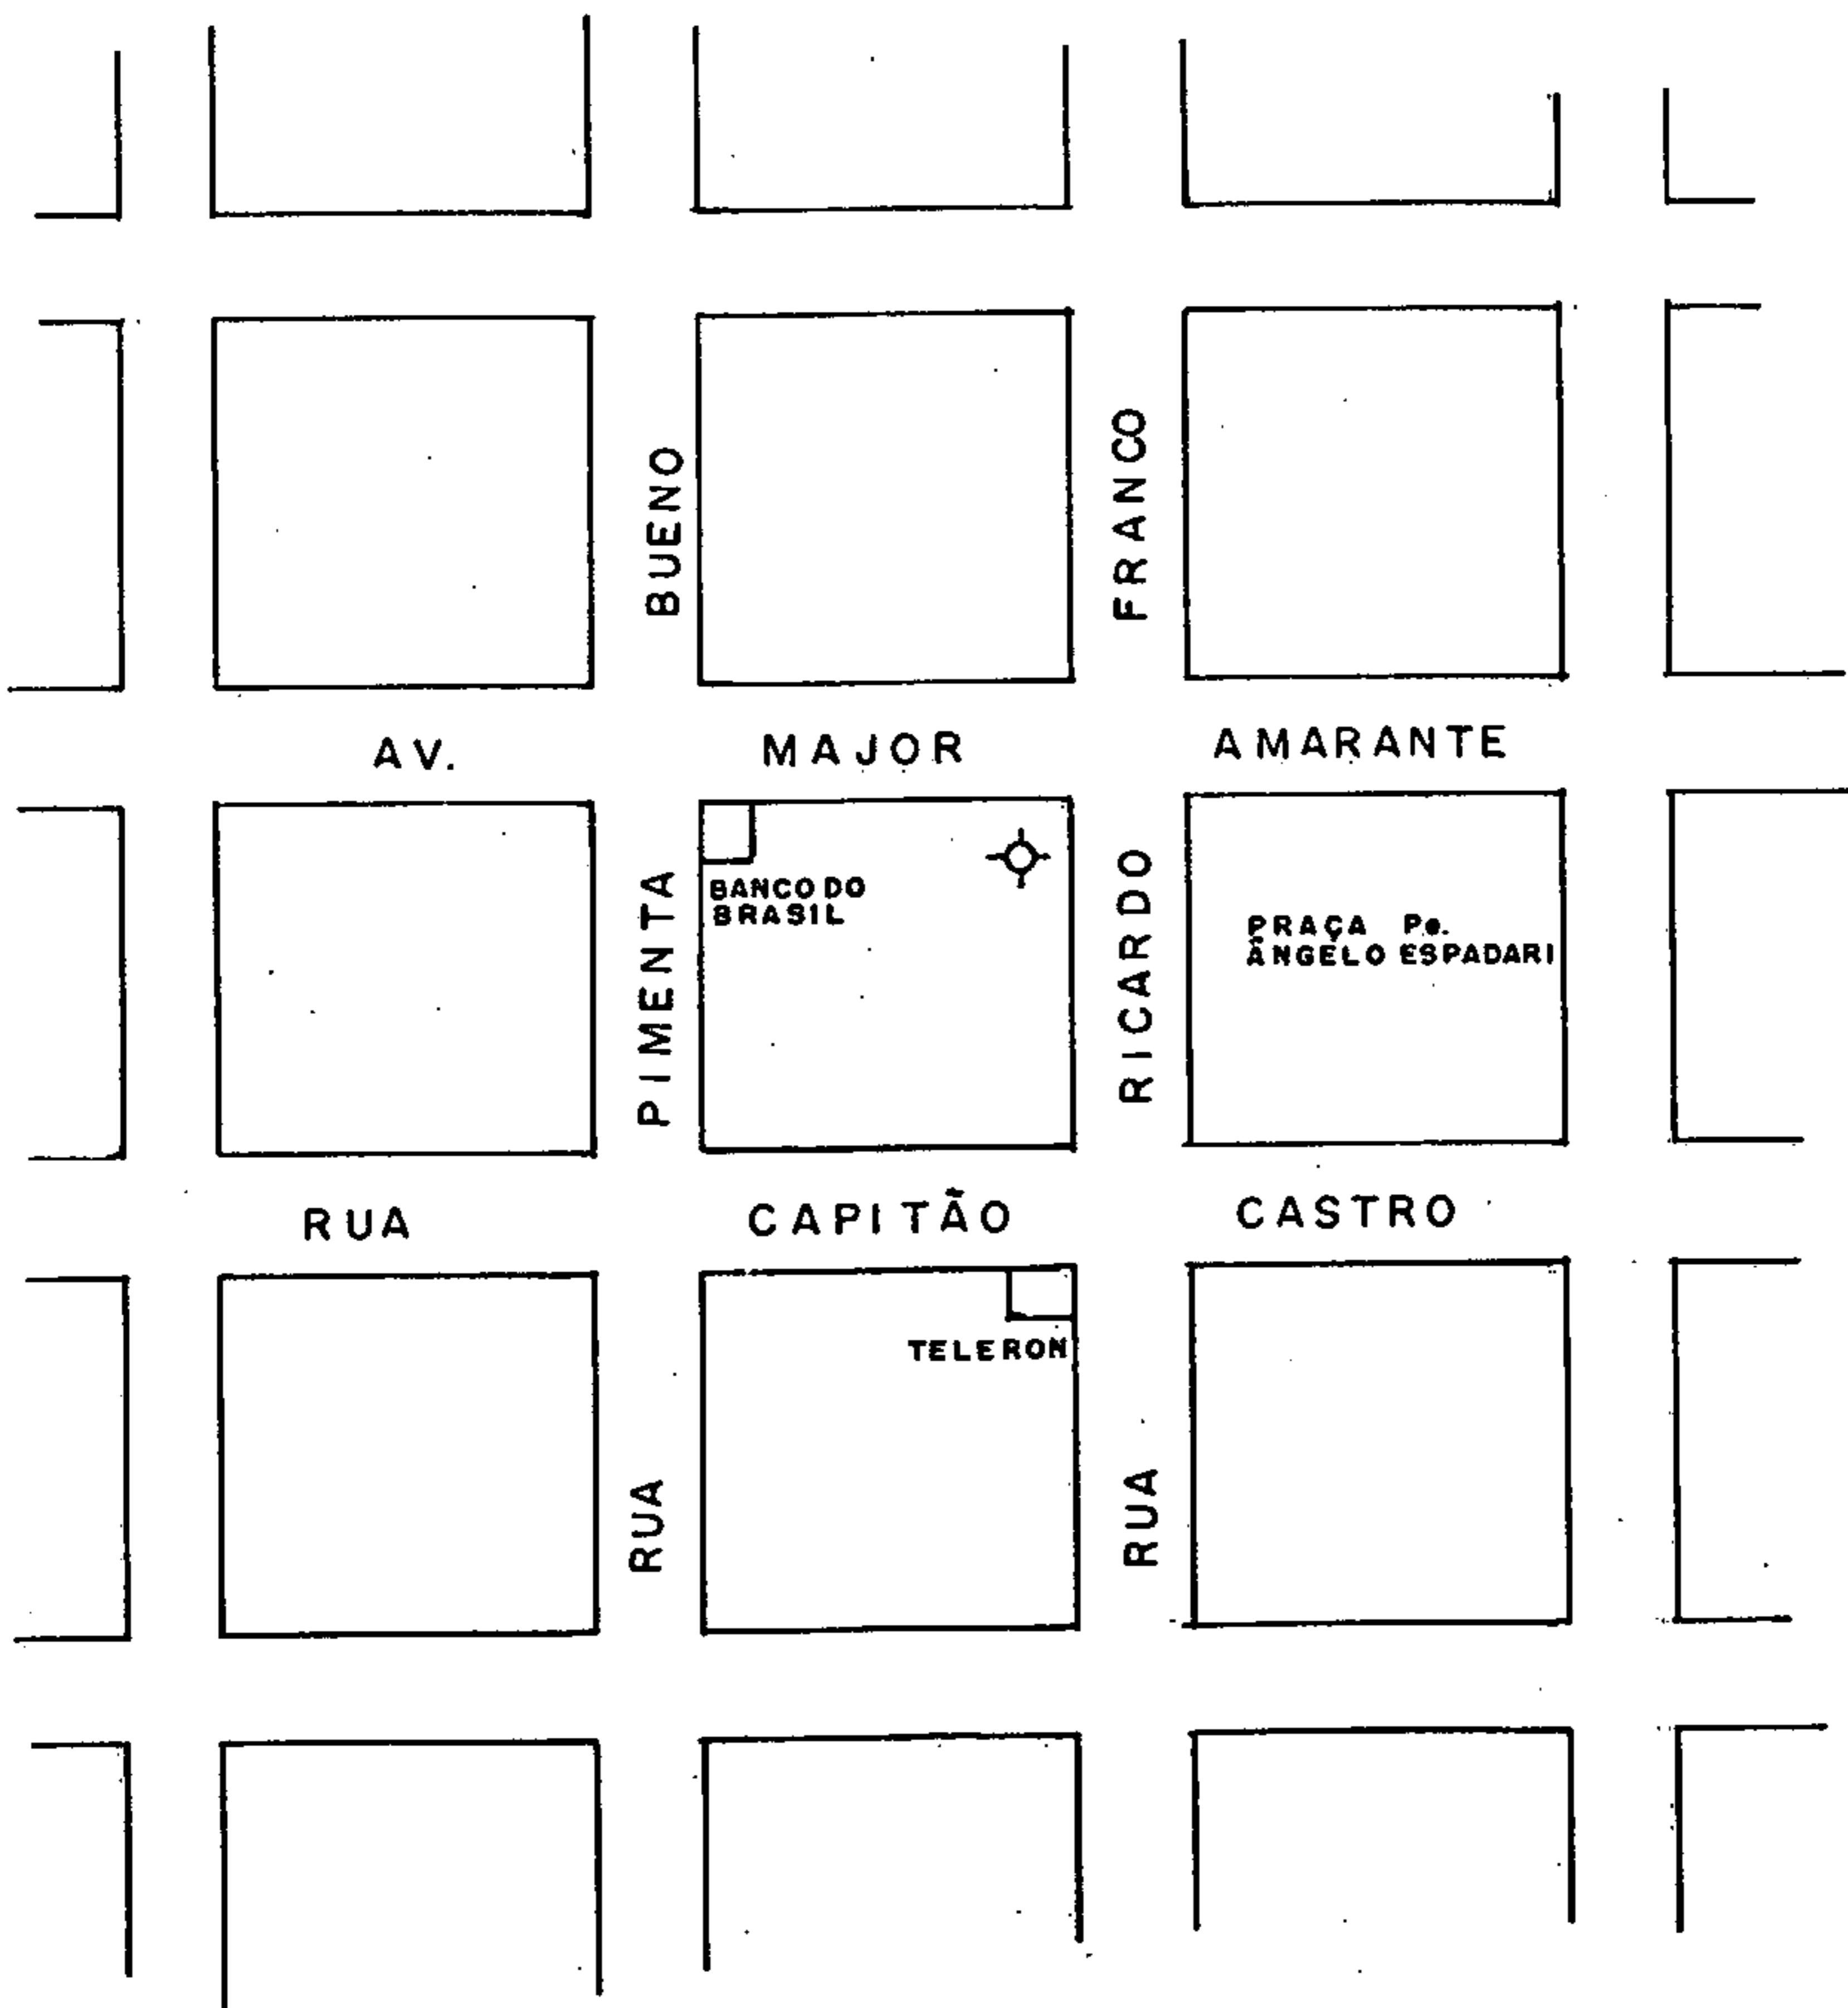 RUA PIMENTA BUENO
RUA RICARDO FRANCO
AV. MAJOR AMARANTE
BANCO DO
BRASIL
PRAÇA Pe.
ÂNGELO ESPADARI
RUA CAPITÃO CASTRO
TELERON